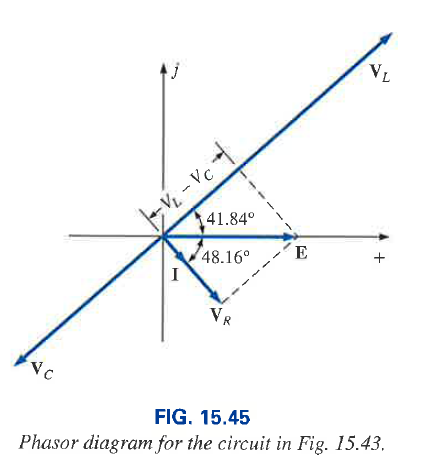 j
V_L
V_L – V_C
41.84°
48.16°
E
+
I
V_R
V_C
FIG. 15.45
Phasor diagram for the circuit in Fig. 15.43.